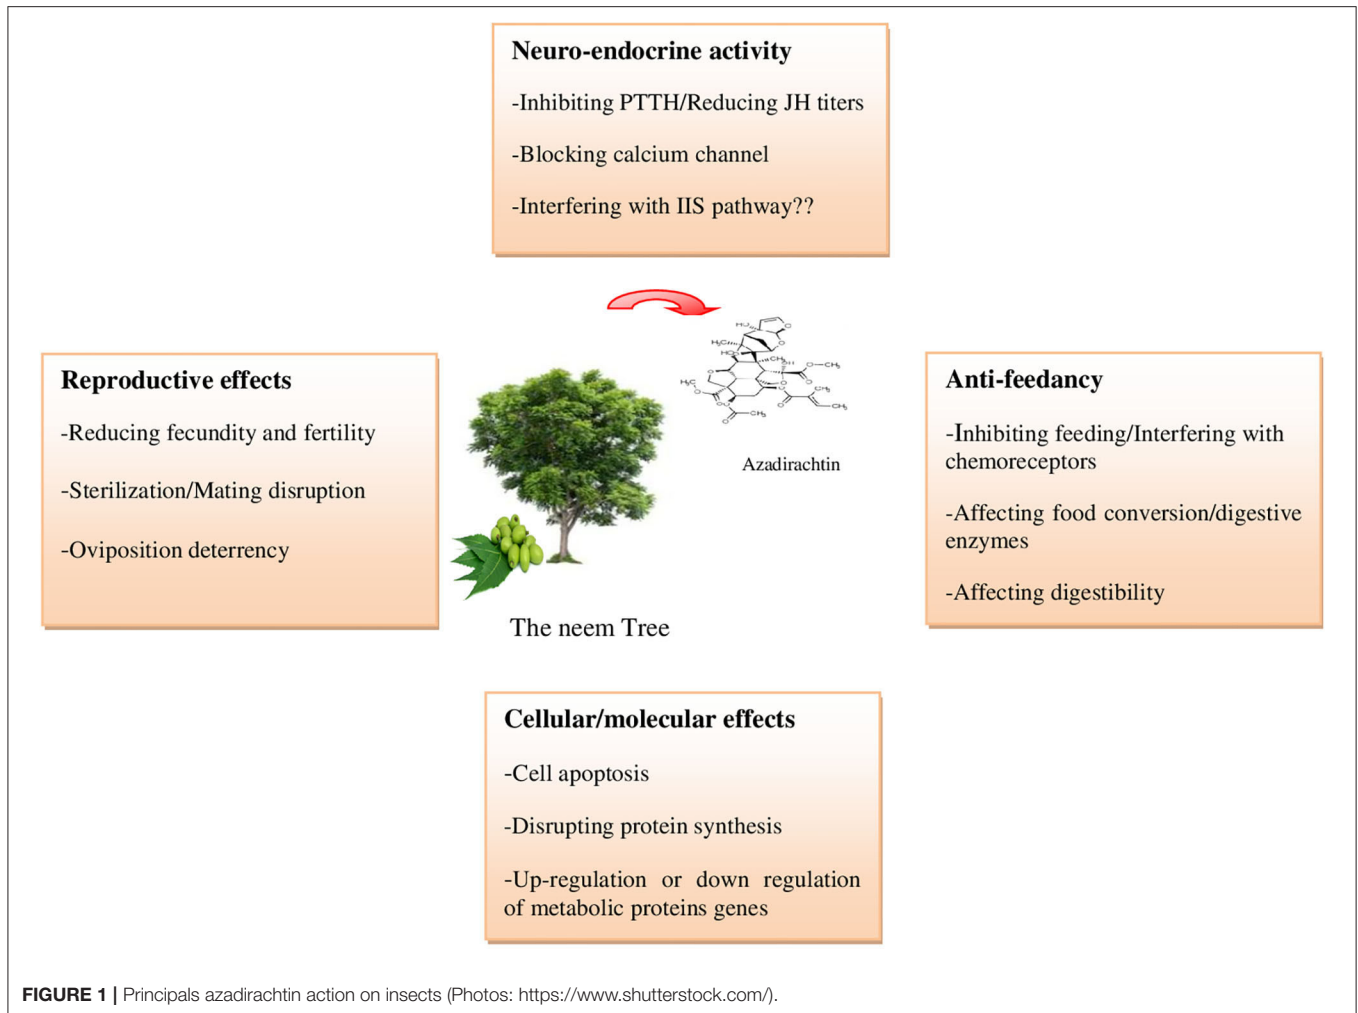 Neuro-endocrine activity
-Inhibiting PTTH/Reducing JH titers
-Blocking calcium channel
-Interfering with IIS pathway??
Reproductive effects
-Reducing fecundity and fertility
-Sterilization/Mating disruption
-Oviposition deterrency
H₃C
HO
CH₃
O
Azadirachtin
The neem Tree
Anti-feedancy
-Inhibiting feeding/Interfering with
chemoreceptors
-Affecting food conversion/digestive
enzymes
-Affecting digestibility
Cellular/molecular effects
-Cell apoptosis
-Disrupting protein synthesis
-Up-regulation or down regulation
of metabolic proteins genes
FIGURE 1 | Principals azadirachtin action on insects (Photos: https://www.shutterstock.com/).